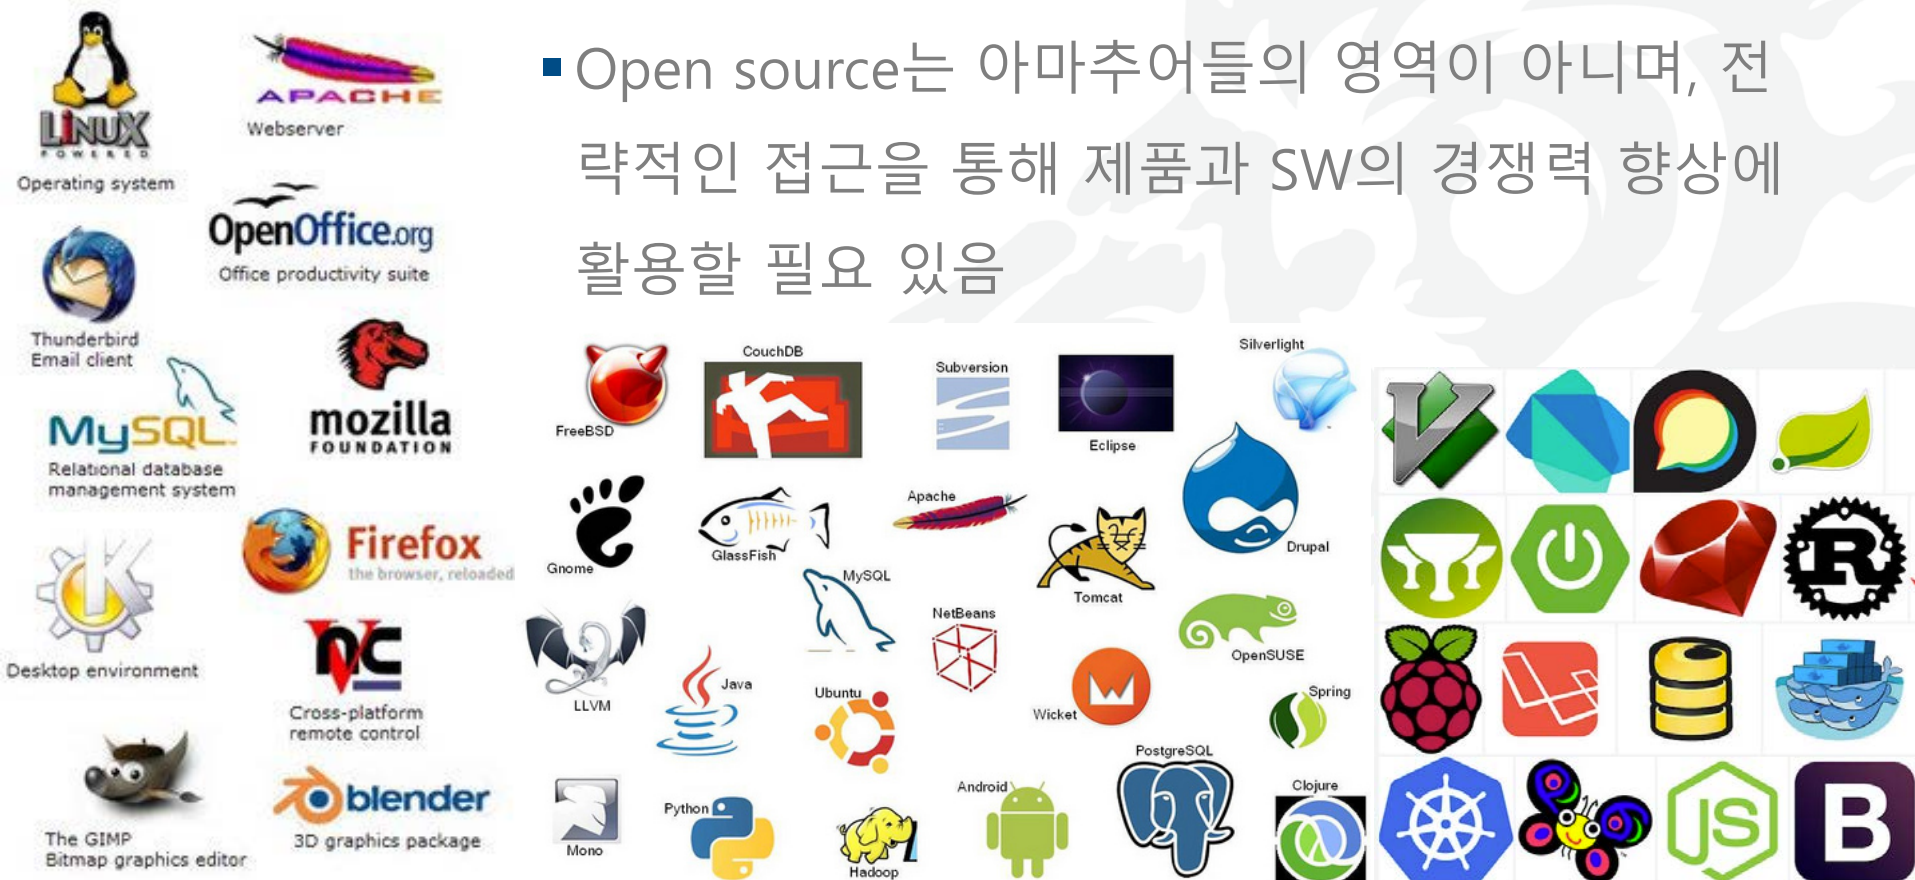 Open source는 아마추어들의 영역이 아니며, 전
략적인 접근을 통해 제품과 SW의 경쟁력 향상에
활용할 필요 있음
LINUX
POWERED
Operating system
APACHE
Webserver
OpenOffice.org
Office productivity suite
Thunderbird
Email client
mozilla
FOUNDATION
MySQL
Relational database
management system
Firefox
the browser, reloaded
K
Desktop environment
VNC
Cross-platform
remote control
The GIMP
Bitmap graphics editor
blender
3D graphics package
FreeBSD
CouchDB
Subversion
Eclipse
Silverlight
Gnome
GlassFish
Apache
Tomcat
Drupal
MySQL
NetBeans
OpenSUSE
LLVM
Java
Ubuntu
Wicket
Spring
PostgreSQL
Mono
Python
Hadoop
Android
Clojure
V
R
JS
B